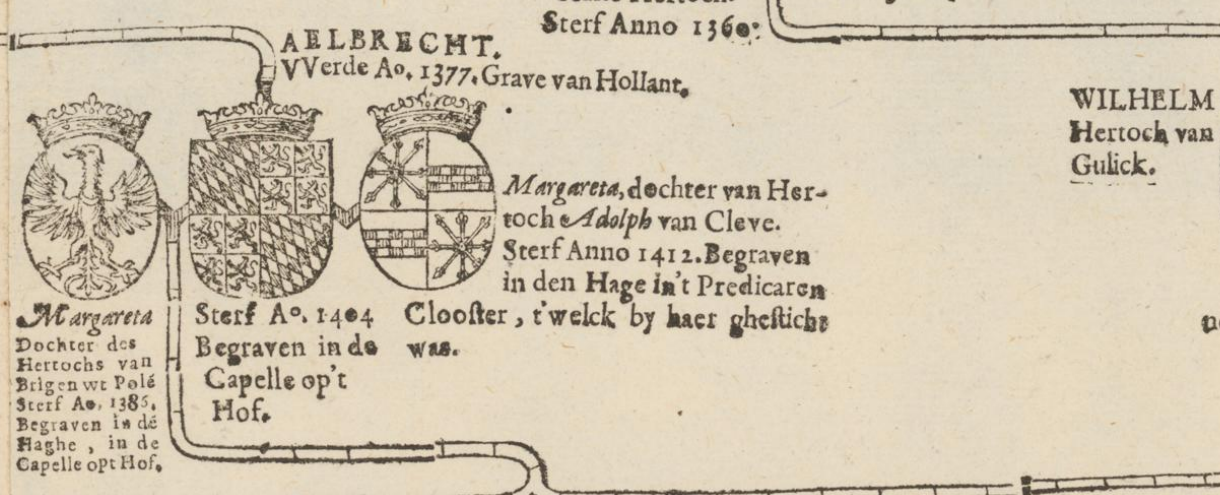 Sterf Anno 1360:
AELBRECHT.
VVerde Ao. 1377. Grave van Hollant.
WILHELM
Hertoch van
Gulick.
Margareta, dochter van Her-
toch Adolph van Cleve.
Sterf Anno 1412. Begraven
in den Hage in't Predicaren
Clooster, t'welck by haer ghesticht
was.
Margareta
Dochter des
Hertochs van
Brigen wt Polé
Sterf Ao. 1386.
Begraven in dé
Haghe, in de
Capelle opt Hof.
Sterf Ao. 1404
Begraven in de
Capelle op't
Hof.